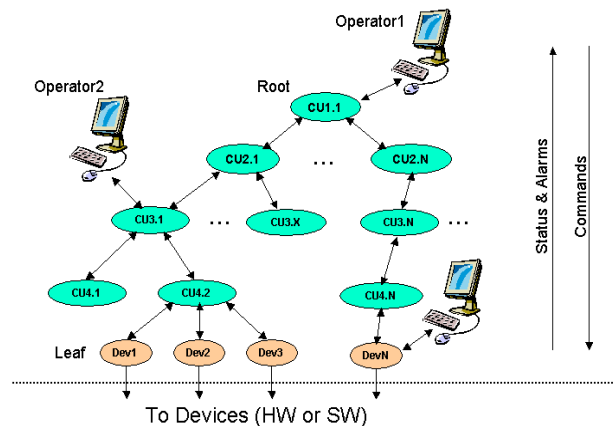 Operator1
Operator2
Root
CU1.1
CU2.1
...
CU2.N
CU3.1
...
CU3.X
CU3.N
...
CU4.1
CU4.2
CU4.N
Leaf
Dev1
Dev2
Dev3
DevN
To Devices (HW or SW)
Status & Alarms
Commands